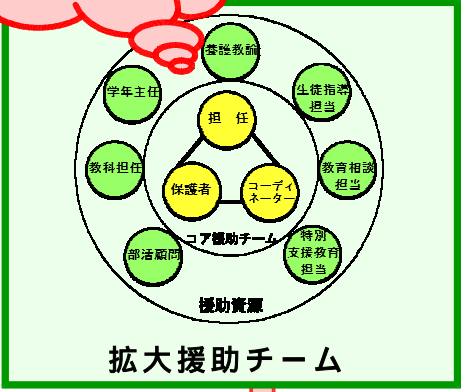 養護教諭
学年主任
生徒指導
担当
担　任
教科担任
教育相談
担当
保護者
コーディ
ネーター
コア援助チーム
部活顧問
特別
支援教育
担当
援助資源
拡大援助チーム